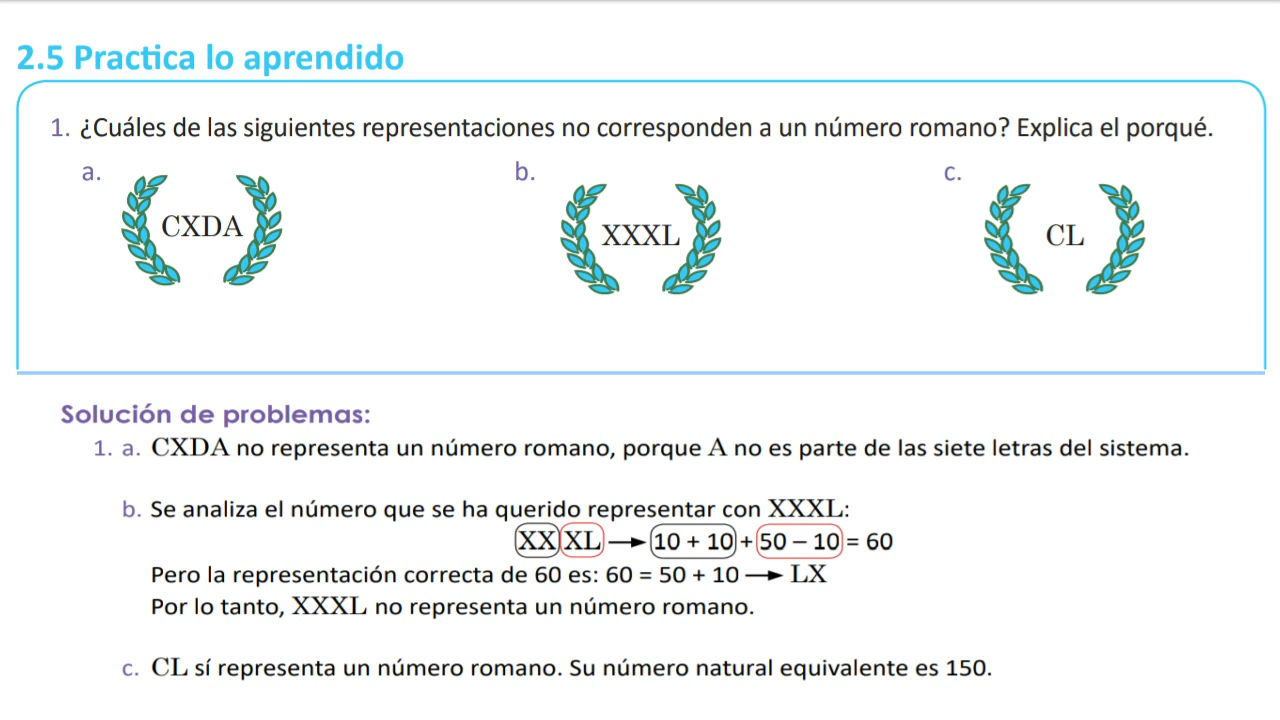 2.5 Practica lo aprendido
1. ¿Cuáles de las siguientes representaciones no corresponden a un número romano? Explica el porqué.
a. b. c.
CXDA XXXL CL
Solución de problemas:
1. a. CXDA no representa un número romano, porque A no es parte de las siete letras del sistema.
b. Se analiza el número que se ha querido representar con XXXL:
XX XL → 10 + 10 + 50 – 10 = 60
Pero la representación correcta de 60 es: 60 = 50 + 10 → LX
Por lo tanto, XXXL no representa un número romano.
c. CL sí representa un número romano. Su número natural equivalente es 150.